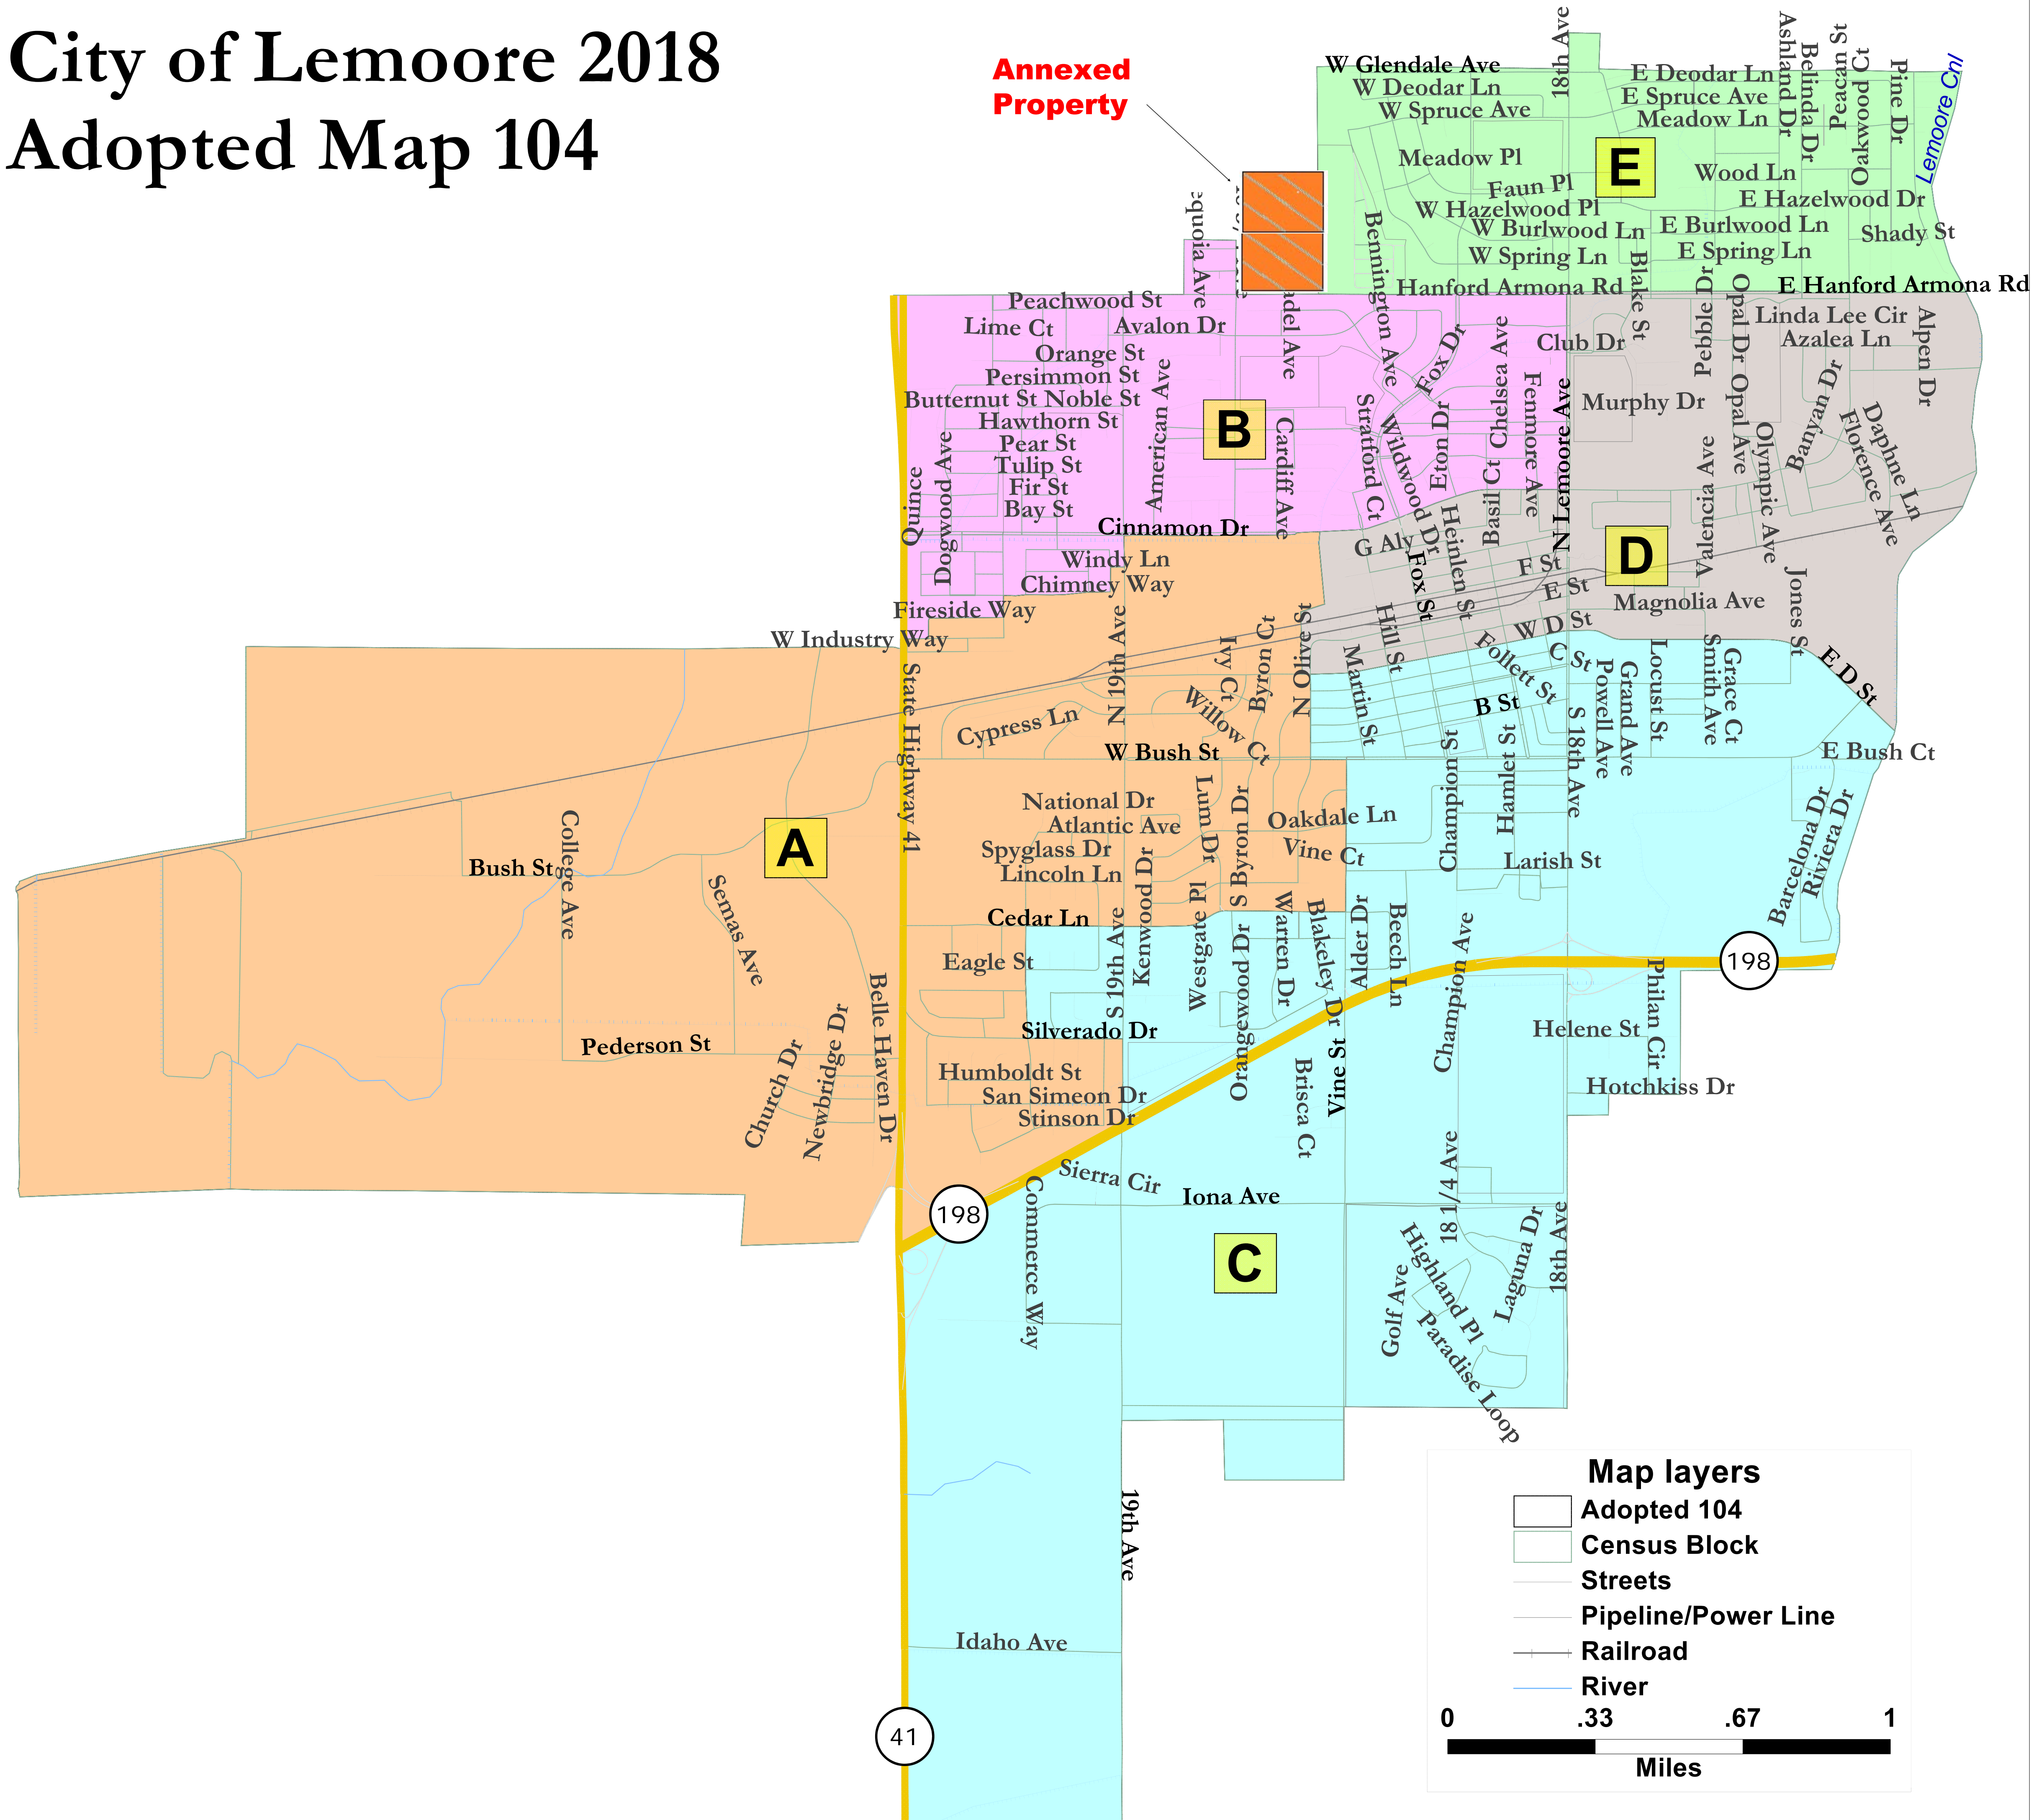 City of Lemoore 2018
Adopted Map 104
Annexed
Property
W Glendale Ave
W Deodar Ln
W Spruce Ave
18th Ave
E Deodar Ln
E Spruce Ave
Meadow Ln
Ashland Dr
Belinda Dr
Peacan St
Oakwood Ct
Pine Dr
Lemoore Cnl
Meadow Pl
E
Wood Ln
Faun Pl
W Hazelwood Pl
E Hazelwood Dr
W Burlwood Ln
E Burlwood Ln
Shady St
W Spring Ln
E Spring Ln
Blake St
Bennington Ave
Hanford Armona Rd
E Hanford Armona Rd
Peachwood St
Lime Ct
Avalon Dr
Orange St
Persimmon St
Butternut St
Noble St
Hawthorn St
Pear St
Tulip St
Fir St
Bay St
American Ave
B
Cardiff Ave
Stratford Ct
Wildwood Dr
Fox Dr
Eton Dr
Chelsea Ave
Basil Ct
Fenmore Ave
N Lemoore Ave
Club Dr
Murphy Dr
Pebble Dr
Opal Dr
Opal Ave
Linda Lee Cir
Azalea Ln
Alpen Dr
Banyan Dr
Daphne Ln
Florence Ave
Olympic Ave
Valencia Ave
Quince
Dogwood Ave
Cinnamon Dr
Windy Ln
Chimney Way
Fireside Way
W Industry Way
G Aly
Fox St
Heinlen St
F St
E St
D
Magnolia Ave
Jones St
W D St
E D St
Hill St
Martin St
Follett St
C St
B St
Powell Ave
Grand Ave
Locust St
Smith Ave
Grace Ct
S 18th Ave
N 19th Ave
Ivy Ct
Byron Ct
N Olive St
Willow Ct
Cypress Ln
State Highway 41
W Bush St
E Bush Ct
National Dr
Atlantic Ave
Spyglass Dr
Lincoln Ln
Lum Dr
S Byron Dr
Oakdale Ln
Vine Ct
Champion St
Hamlet St
Larish St
Barcelona Dr
Riviera Dr
A
Bush St
College Ave
Semas Ave
Cedar Ln
Kenwood Dr
S 19th Ave
Westgate Pl
Orangewood Dr
Warren Dr
Blakeley Dr
Alder Dr
Beech Ln
Champion Ave
198
Eagle St
Silverado Dr
Belle Haven Dr
Pederson St
Church Dr
Newbridge Dr
Humboldt St
San Simeon Dr
Stinson Dr
Brisca Ct
Vine St
Helene St
Philan Cir
Hotchkiss Dr
Sierra Cir
198
Commerce Way
Iona Ave
C
18 1/4 Ave
18th Ave
Laguna Dr
Highland Pl
Golf Ave
Paradise Loop
19th Ave
Idaho Ave
41
Map layers
Adopted 104
Census Block
Streets
Pipeline/Power Line
Railroad
River
0 .33 .67 1
Miles